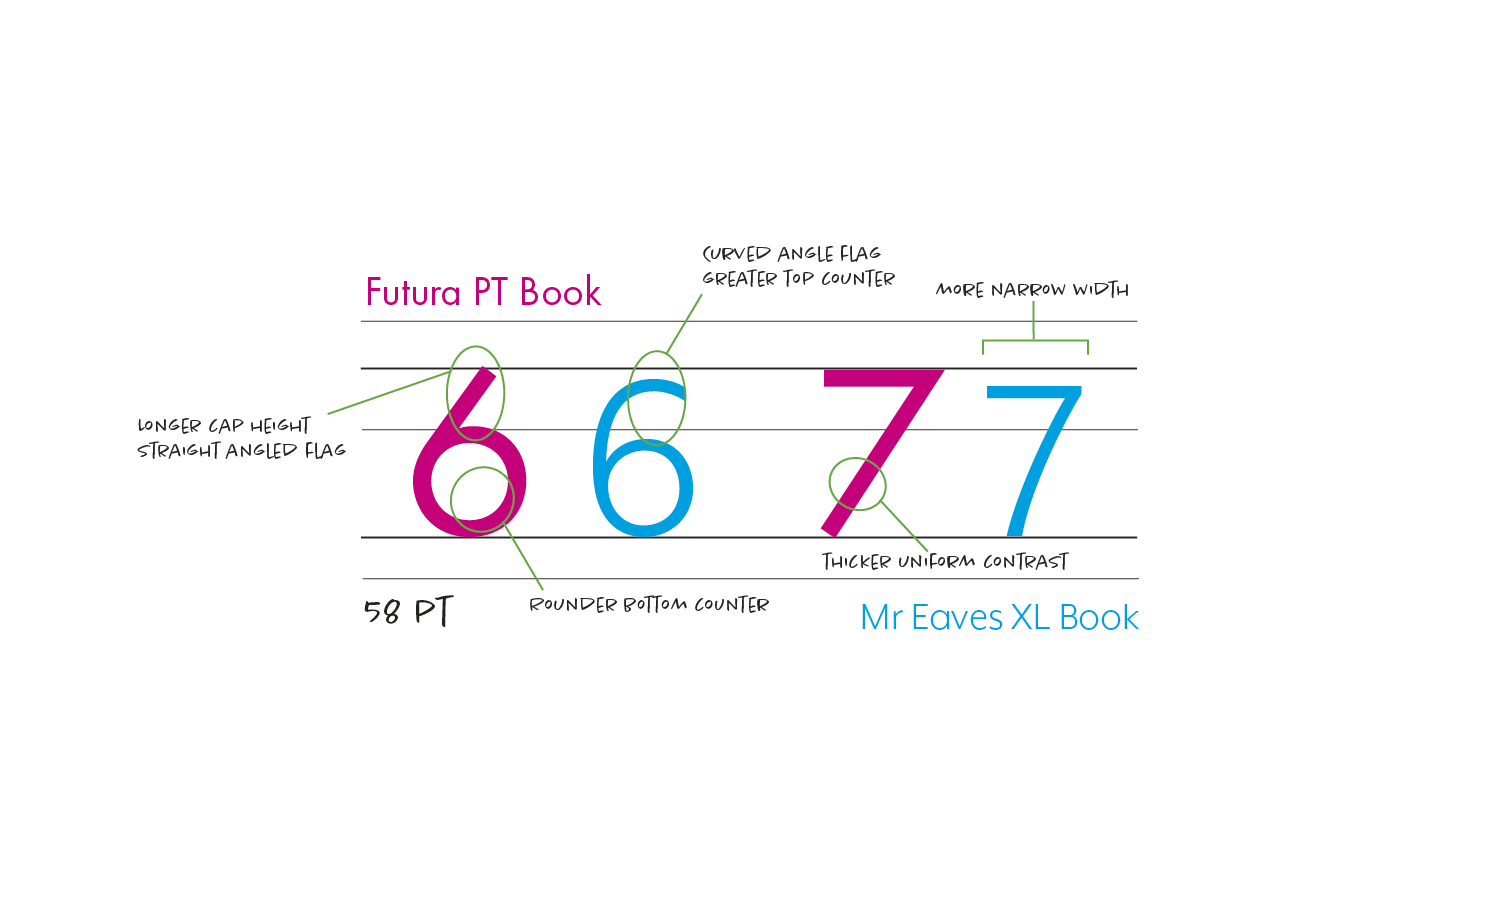 CURVED ANGLE FLAG
GREATER TOP COUNTER
Futura PT Book
MORE NARROW WIDTH
6 6 7 7
LONGER CAP HEIGHT
STRAIGHT ANGLED FLAG
THICKER UNIFORM CONTRAST
58 PT
ROUNDER BOTTOM COUNTER
Mr Eaves XL Book